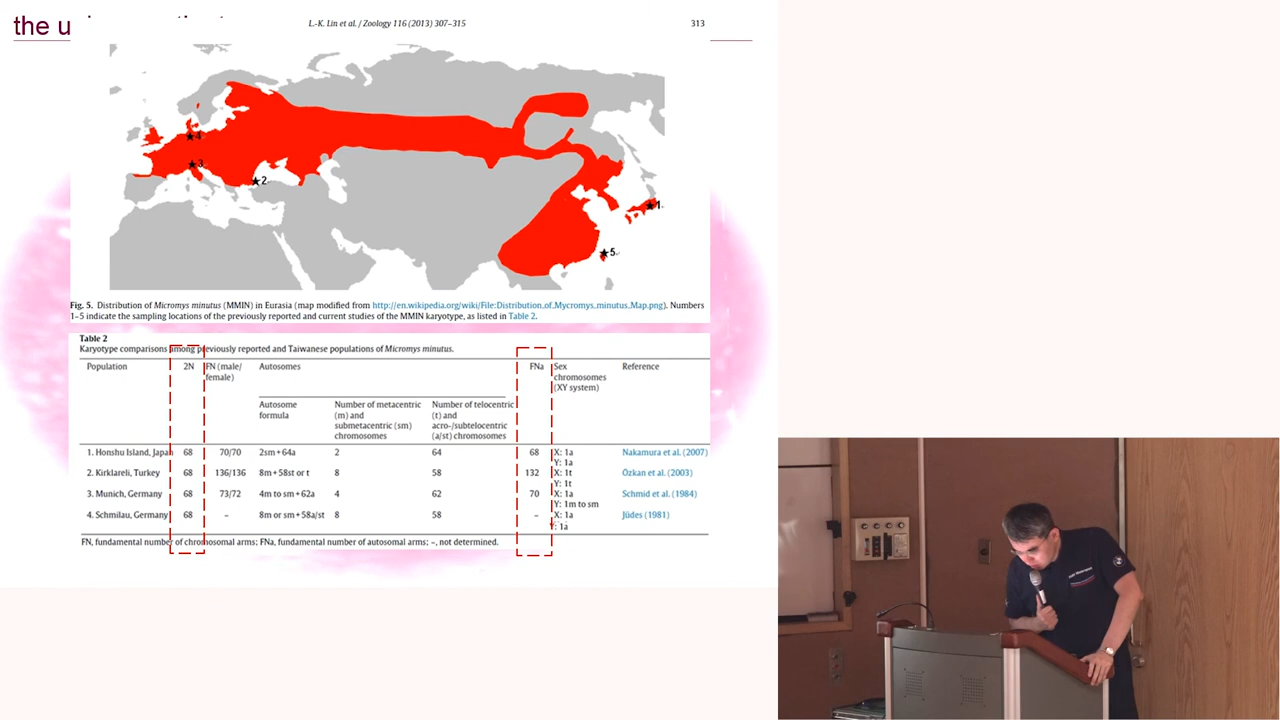 the u
L.-K. Lin et al. / Zoology 116 (2013) 307–315
313
4
3
2
1
5
Fig. 5. Distribution of Micromys minutus (MMIN) in Eurasia (map modified from http://en.wikipedia.org/wiki/File:Distribution_of_Mycromys_minutus_Map.png). Numbers
1–5 indicate the sampling locations of the previously reported and current studies of the MMIN karyotype, as listed in Table 2.
Table 2
Karyotype comparisons among previously reported and Taiwanese populations of Micromys minutus.
Population 2N FN (male/ Autosomes FNa Sex Reference
female) chromosomes
(XY system)
Autosome Number of metacentric Number of telocentric
formula (m) and (t) and
submetacentric (sm) acro-/subtelocentric
chromosomes (a/st) chromosomes
1. Honshu Island, Japan 68 70/70 2sm + 64a 2 64 68 X: 1a Nakamura et al. (2007)
Y: 1a
2. Kirklareli, Turkey 68 136/136 8m + 58st or t 8 58 132 X: 1t Özkan et al. (2003)
Y: 1t
3. Munich, Germany 68 73/72 4m to sm + 62a 4 62 70 X: 1a Schmid et al. (1984)
Y: 1m to sm
4. Schmilau, Germany 68 – 8m or sm + 58a/st 8 58 – X: 1a Jüdes (1981)
Y: 1a
FN, fundamental number of chromosomal arms; FNa, fundamental number of autosomal arms; –, not determined.